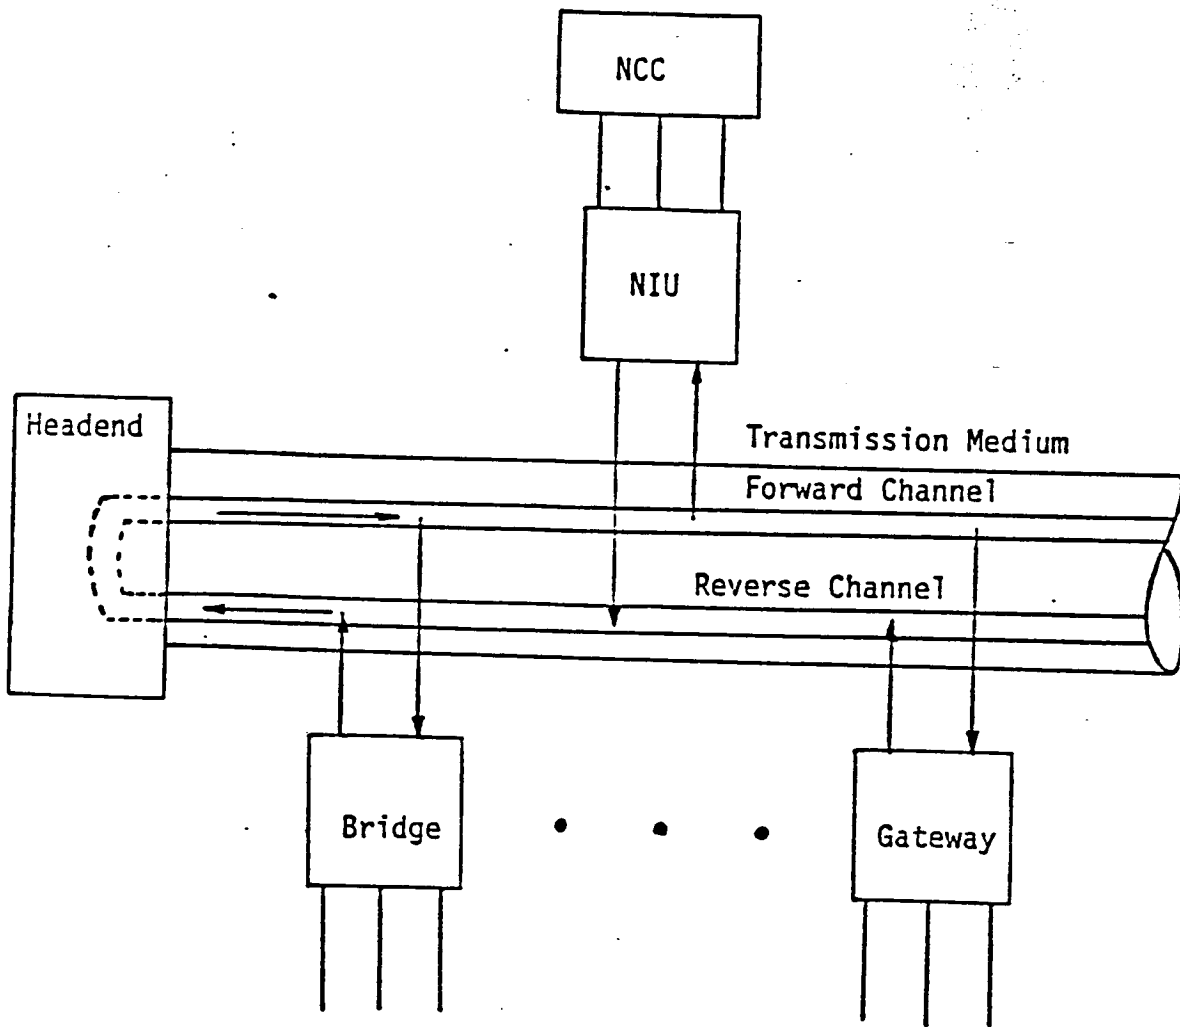 NCC
NIU
Headend
Transmission Medium
Forward Channel
Reverse Channel
Bridge
Gateway